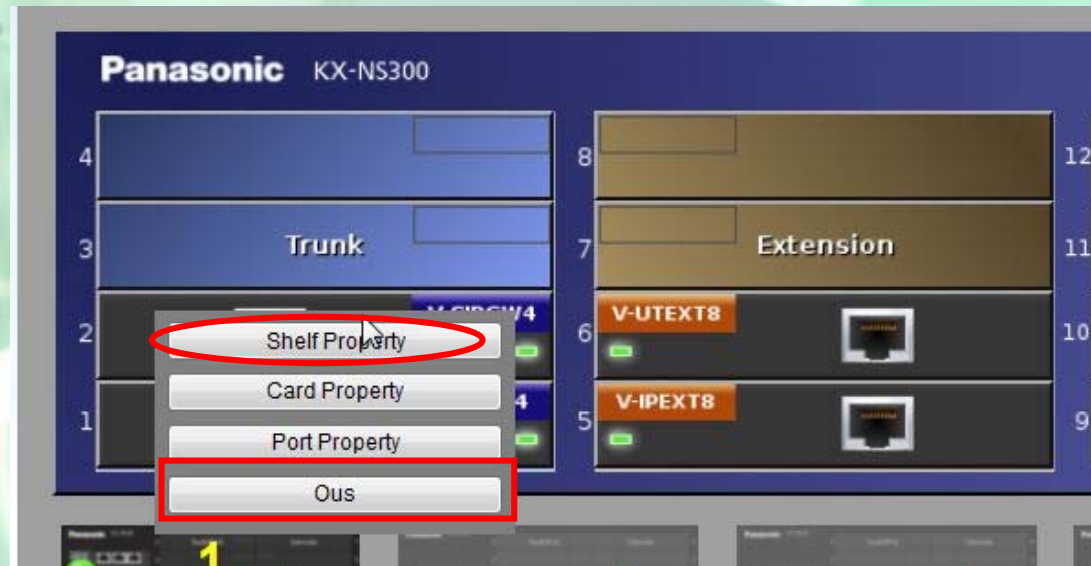 Panasonic KX-NS300
4
8
12
3
Trunk
7
Extension
11
2
6
V-UTEXT8
10
Shelf Property
Card Property
1
4
5
V-IPEXT8
9
Port Property
Ous
1